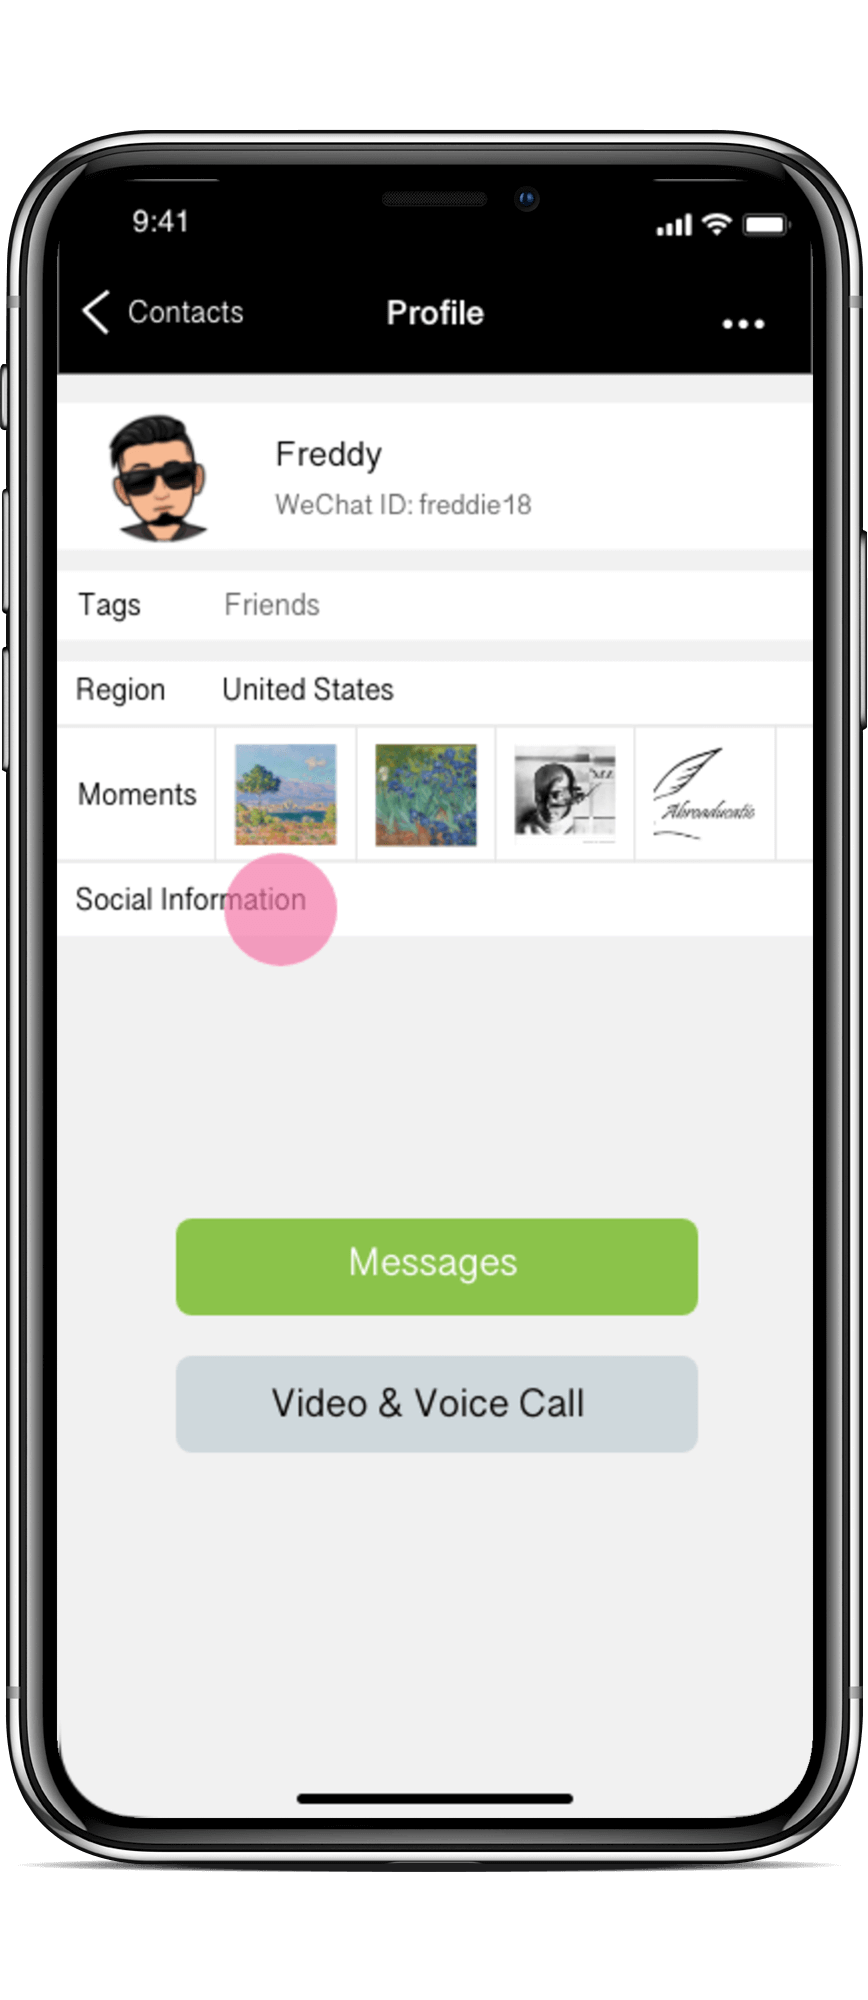 9:41
Contacts
Profile
Freddy
WeChat ID: freddie18
Tags
Friends
Region
United States
Moments
Abroaducatio
Social Information
Messages
Video & Voice Call